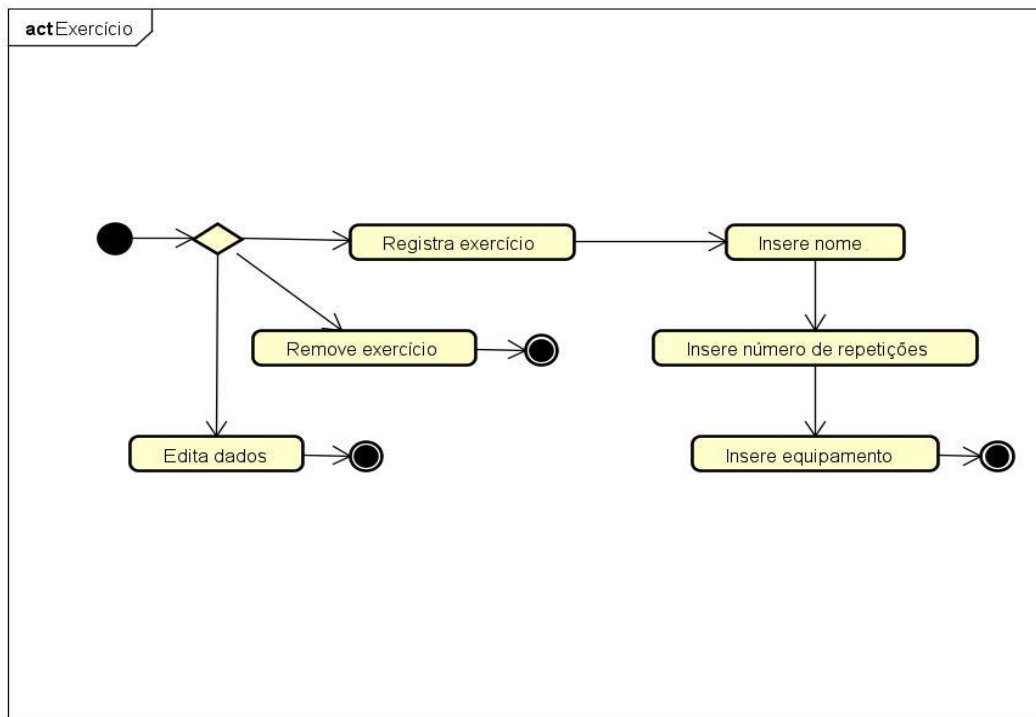 act Exercício
Registra exercício
Insere nome
Remove exercício
Insere número de repetições
Edita dados
Insere equipamento